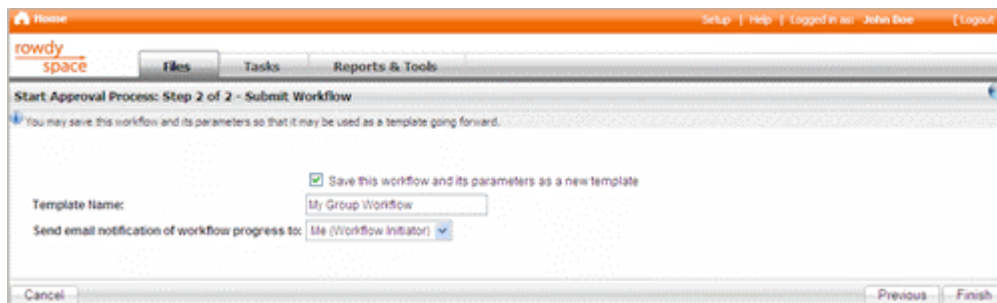 Home Setup | Help | Logged in as: John Doe [Logout
rowdy
space
Files Tasks Reports & Tools
Start Approval Process: Step 2 of 2 - Submit Workflow
You may save this workflow and its parameters so that it may be used as a template going forward.
Save this workflow and its parameters as a new template
Template Name: My Group Workflow
Send email notification of workflow progress to: Me (Workflow Initiator)
Cancel Previous Finish